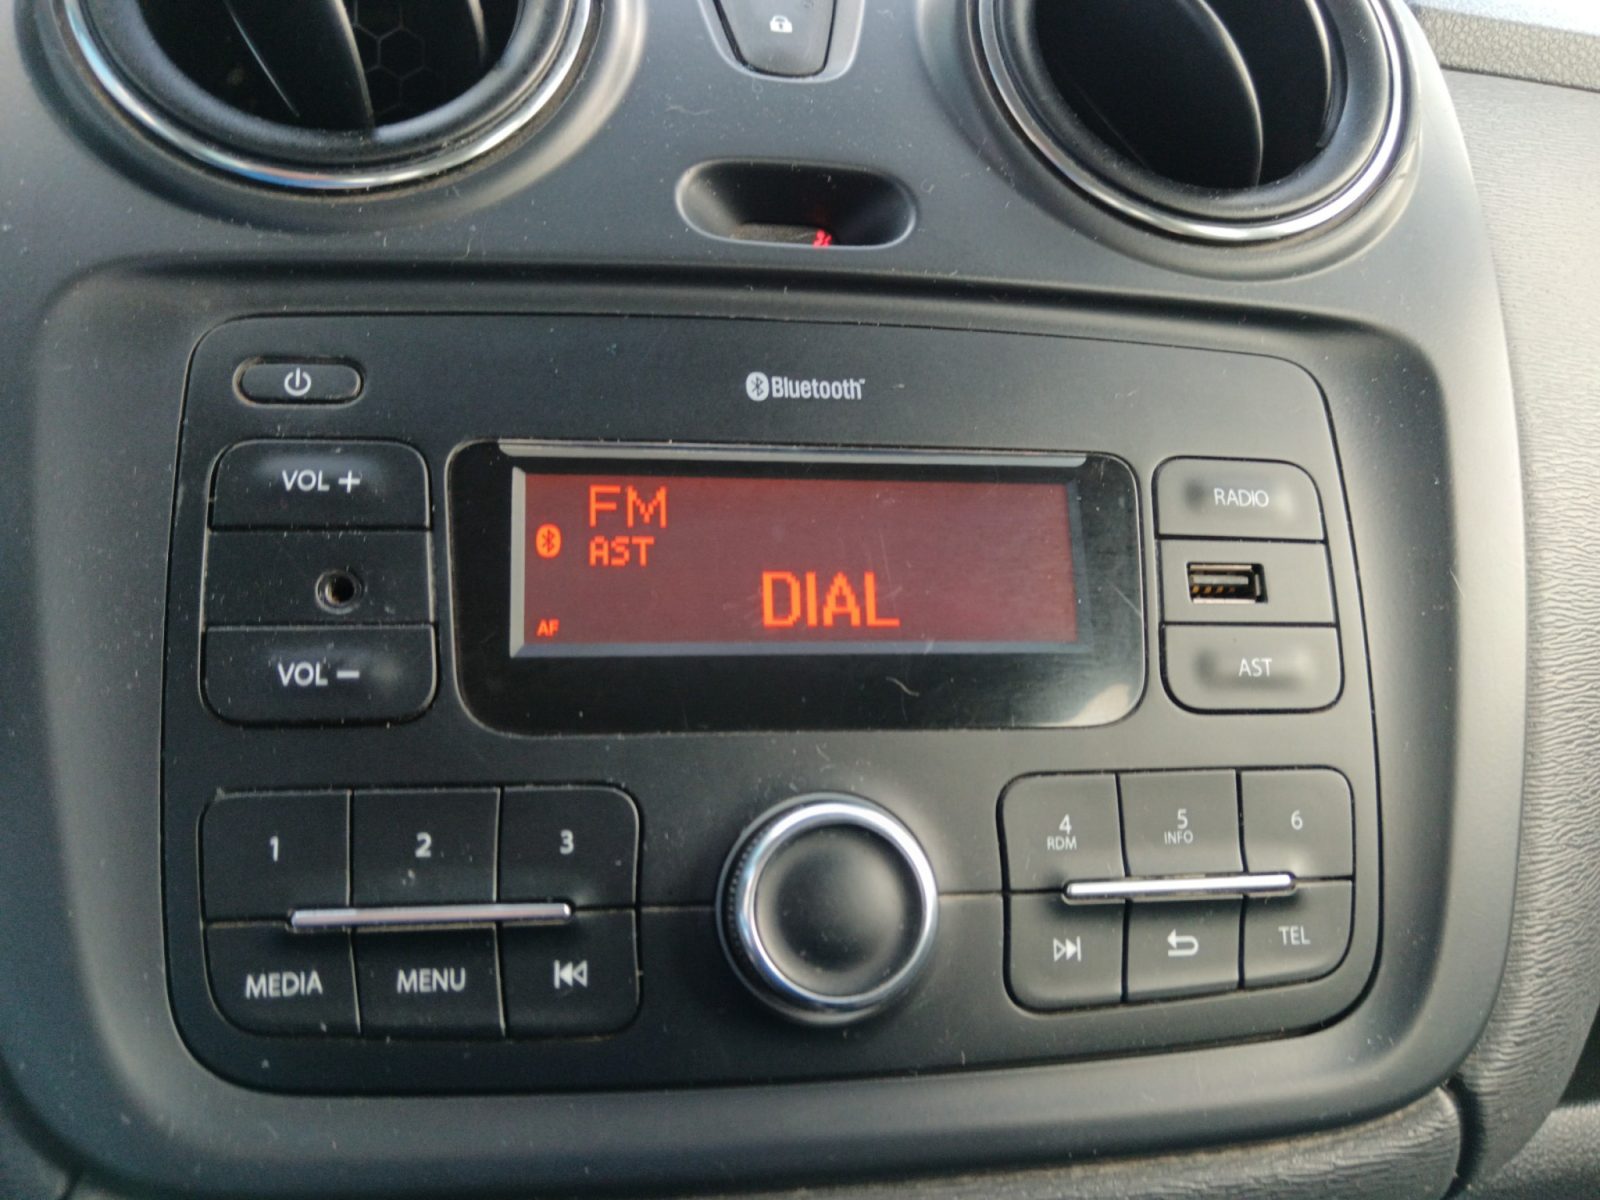 Bluetooth
VOL +
VOL –
FM
AST
AF
DIAL
RADIO
AST
1
2
3
MEDIA
MENU
4
RDM
5
INFO
6
TEL